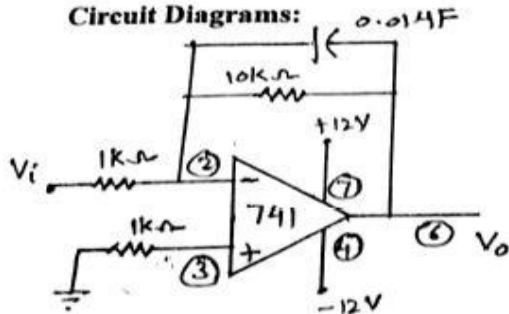 Circuit Diagrams:
0.01μF
10kΩ
+12V
1kΩ
Vi
②
-
⑦
741
1kΩ
③
+
④
⑥
Vo
-12V